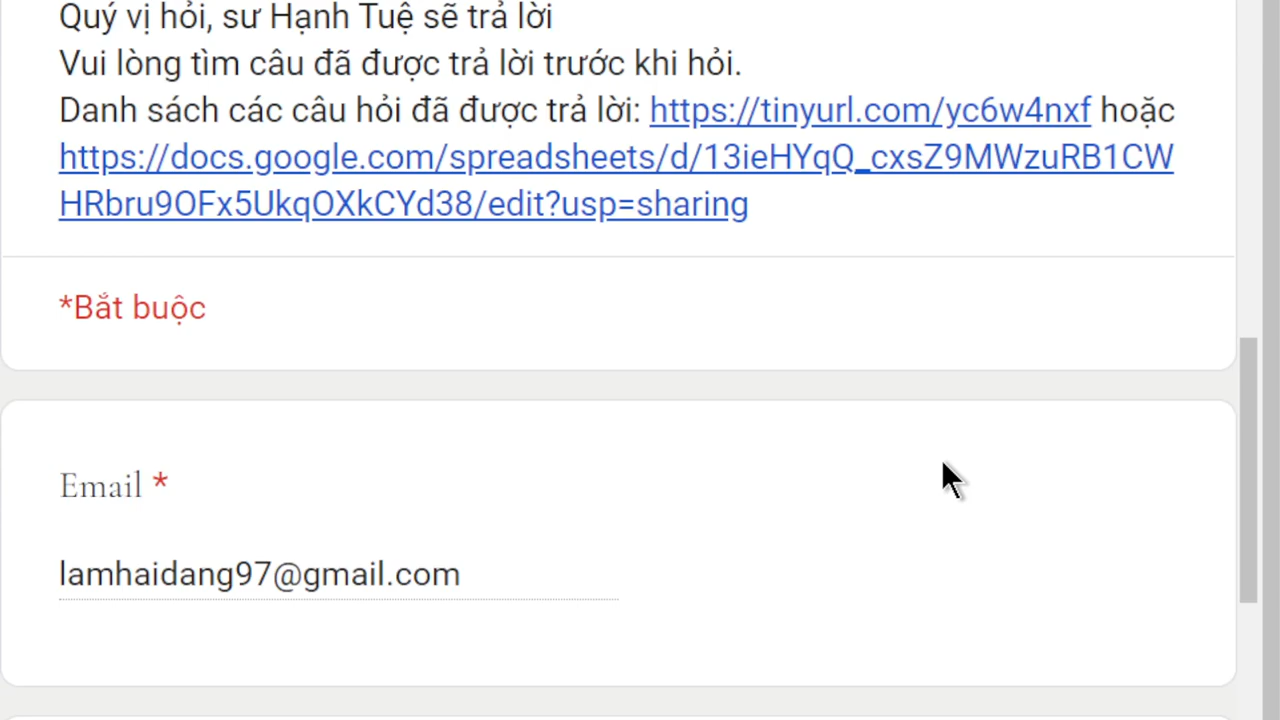 Quý vị hỏi, sư Hạnh Tuệ sẽ trả lời
Vui lòng tìm câu đã được trả lời trước khi hỏi.
Danh sách các câu hỏi đã được trả lời: https://tinyurl.com/yc6w4nxf hoặc
https://docs.google.com/spreadsheets/d/13ieHYqQ_cxsZ9MWzuRB1CW
HRbru9OFx5UkqOXkCYd38/edit?usp=sharing
*Bắt buộc
Email *
lamhaidang97@gmail.com